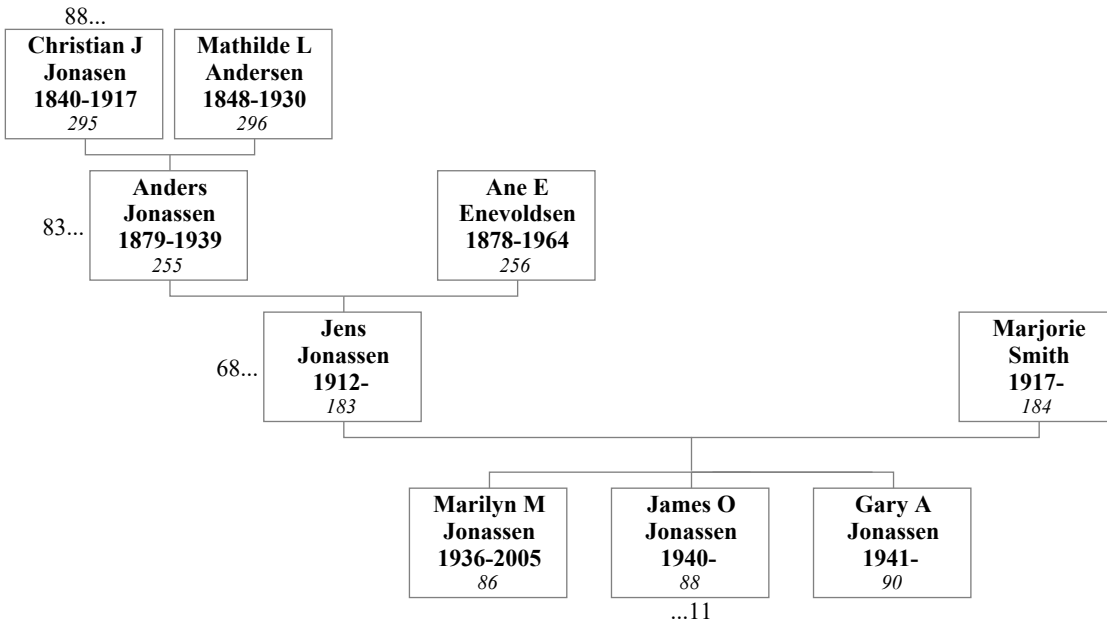 88...
Christian J
Jonasen
1840-1917
295
Mathilde L
Andersen
1848-1930
296
83...
Anders
Jonassen
1879-1939
255
Ane E
Enevoldsen
1878-1964
256
68...
Jens
Jonassen
1912-
183
Marjorie
Smith
1917-
184
Marilyn M
Jonassen
1936-2005
86
James O
Jonassen
1940-
88
Gary A
Jonassen
1941-
90
...11